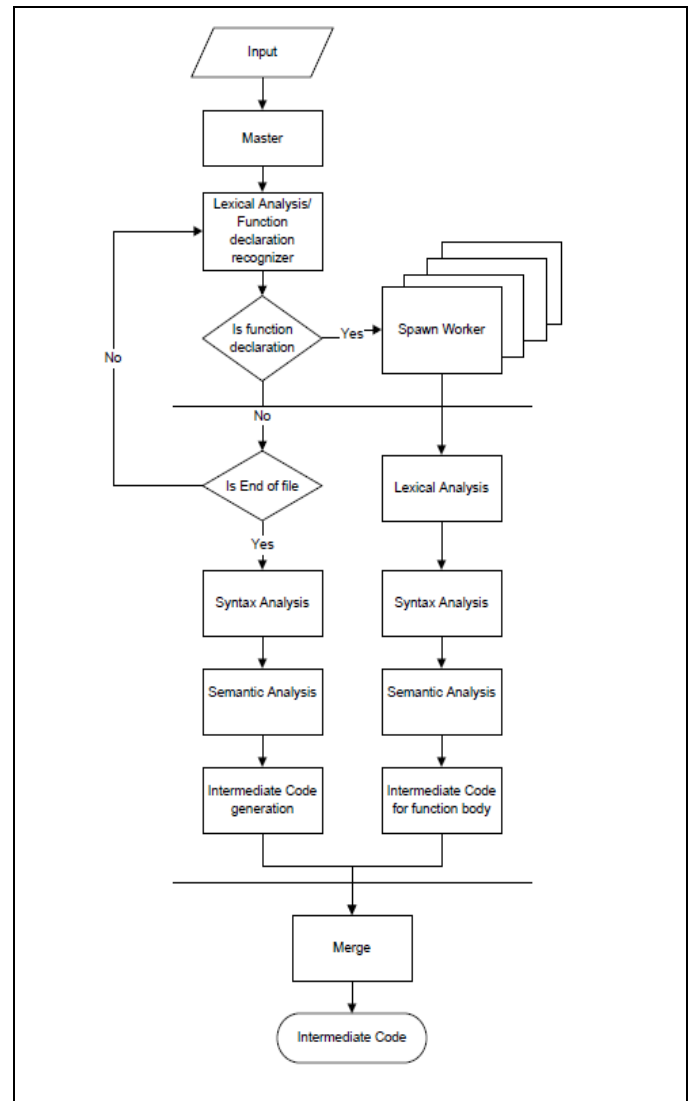 Input
Master
Lexical Analysis/
Function
declaration
recognizer
Is function
declaration
Yes
Spawn Worker
No
No
Is End of file
Lexical Analysis
Yes
Syntax Analysis
Syntax Analysis
Semantic Analysis
Semantic Analysis
Intermediate Code
generation
Intermediate Code
for function body
Merge
Intermediate Code